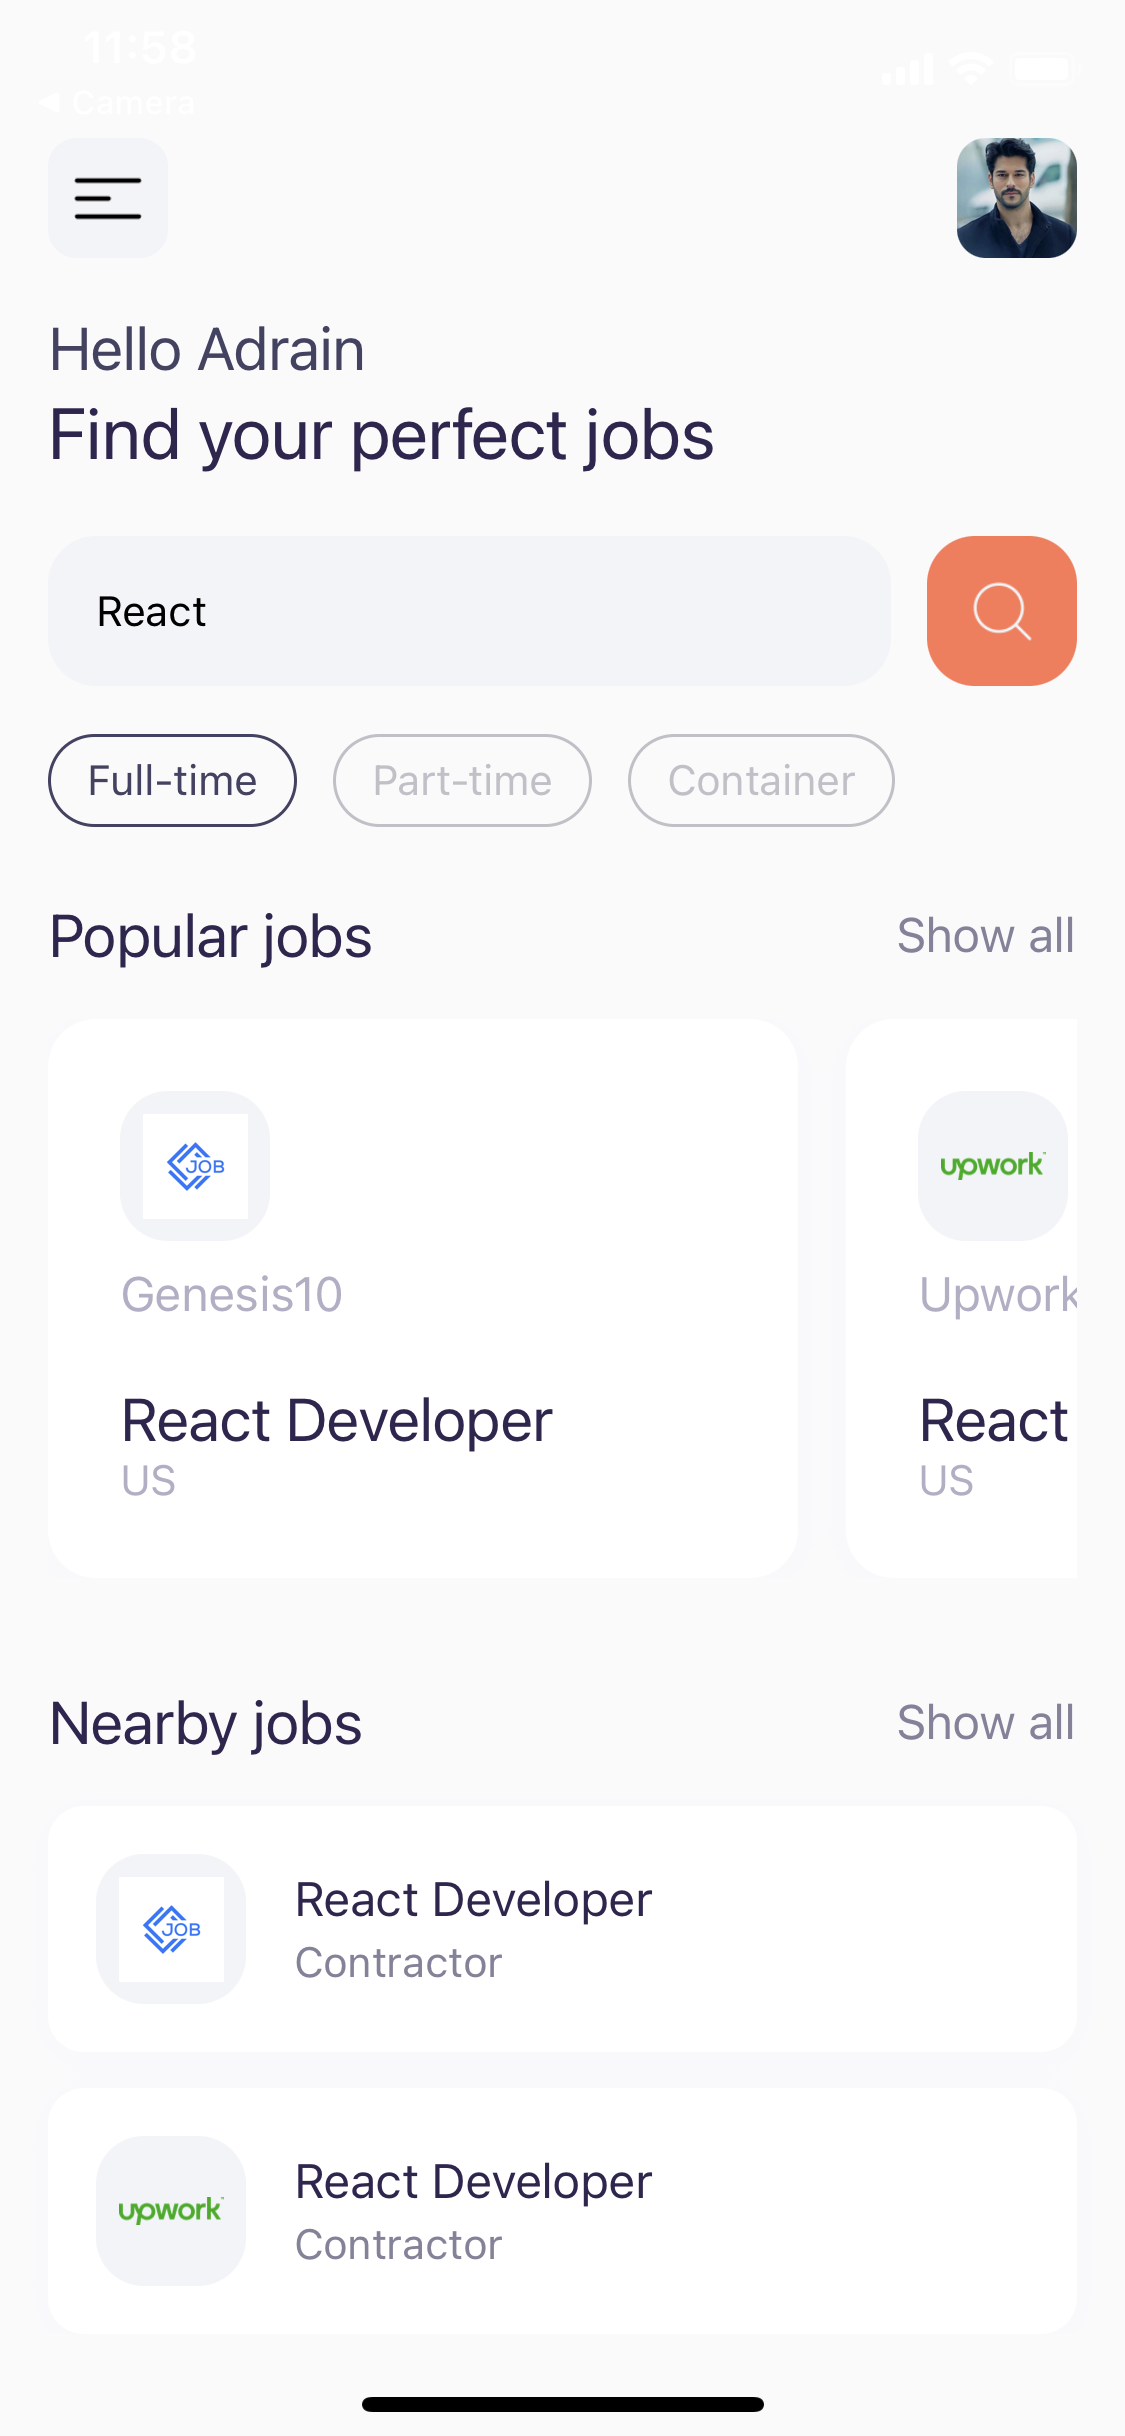 11:58
Camera
Hello Adrain
Find your perfect jobs
React
Full-time
Part-time
Container
Popular jobs
Show all
JOB
upwork
Genesis10
Upwork
React Developer
React
US
US
Nearby jobs
Show all
JOB
React Developer
Contractor
upwork
React Developer
Contractor